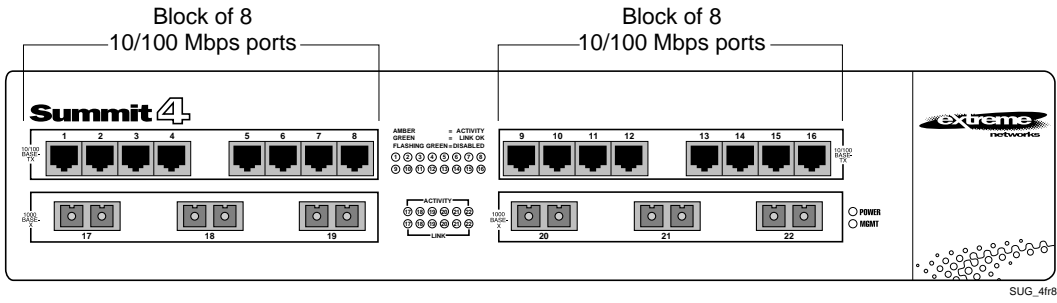 Block of 8
10/100 Mbps ports
Block of 8
10/100 Mbps ports
Summit 4
1 2 3 4 5 6 7 8
10/100
BASE-
TX
AMBER = ACTIVITY
GREEN = LINK OK
FLASHING GREEN = DISABLED
1 2 3 4 5 6 7 8
9 10 11 12 13 14 15 16
9 10 11 12 13 14 15 16
10/100
BASE-
TX
extreme
networks
1000
BASE-
X
17 18 19
ACTIVITY
17 18 19 20 21 22
17 18 19 20 21 22
LINK
1000
BASE-
X
20 21 22
POWER
MGMT
SUG_4fr8